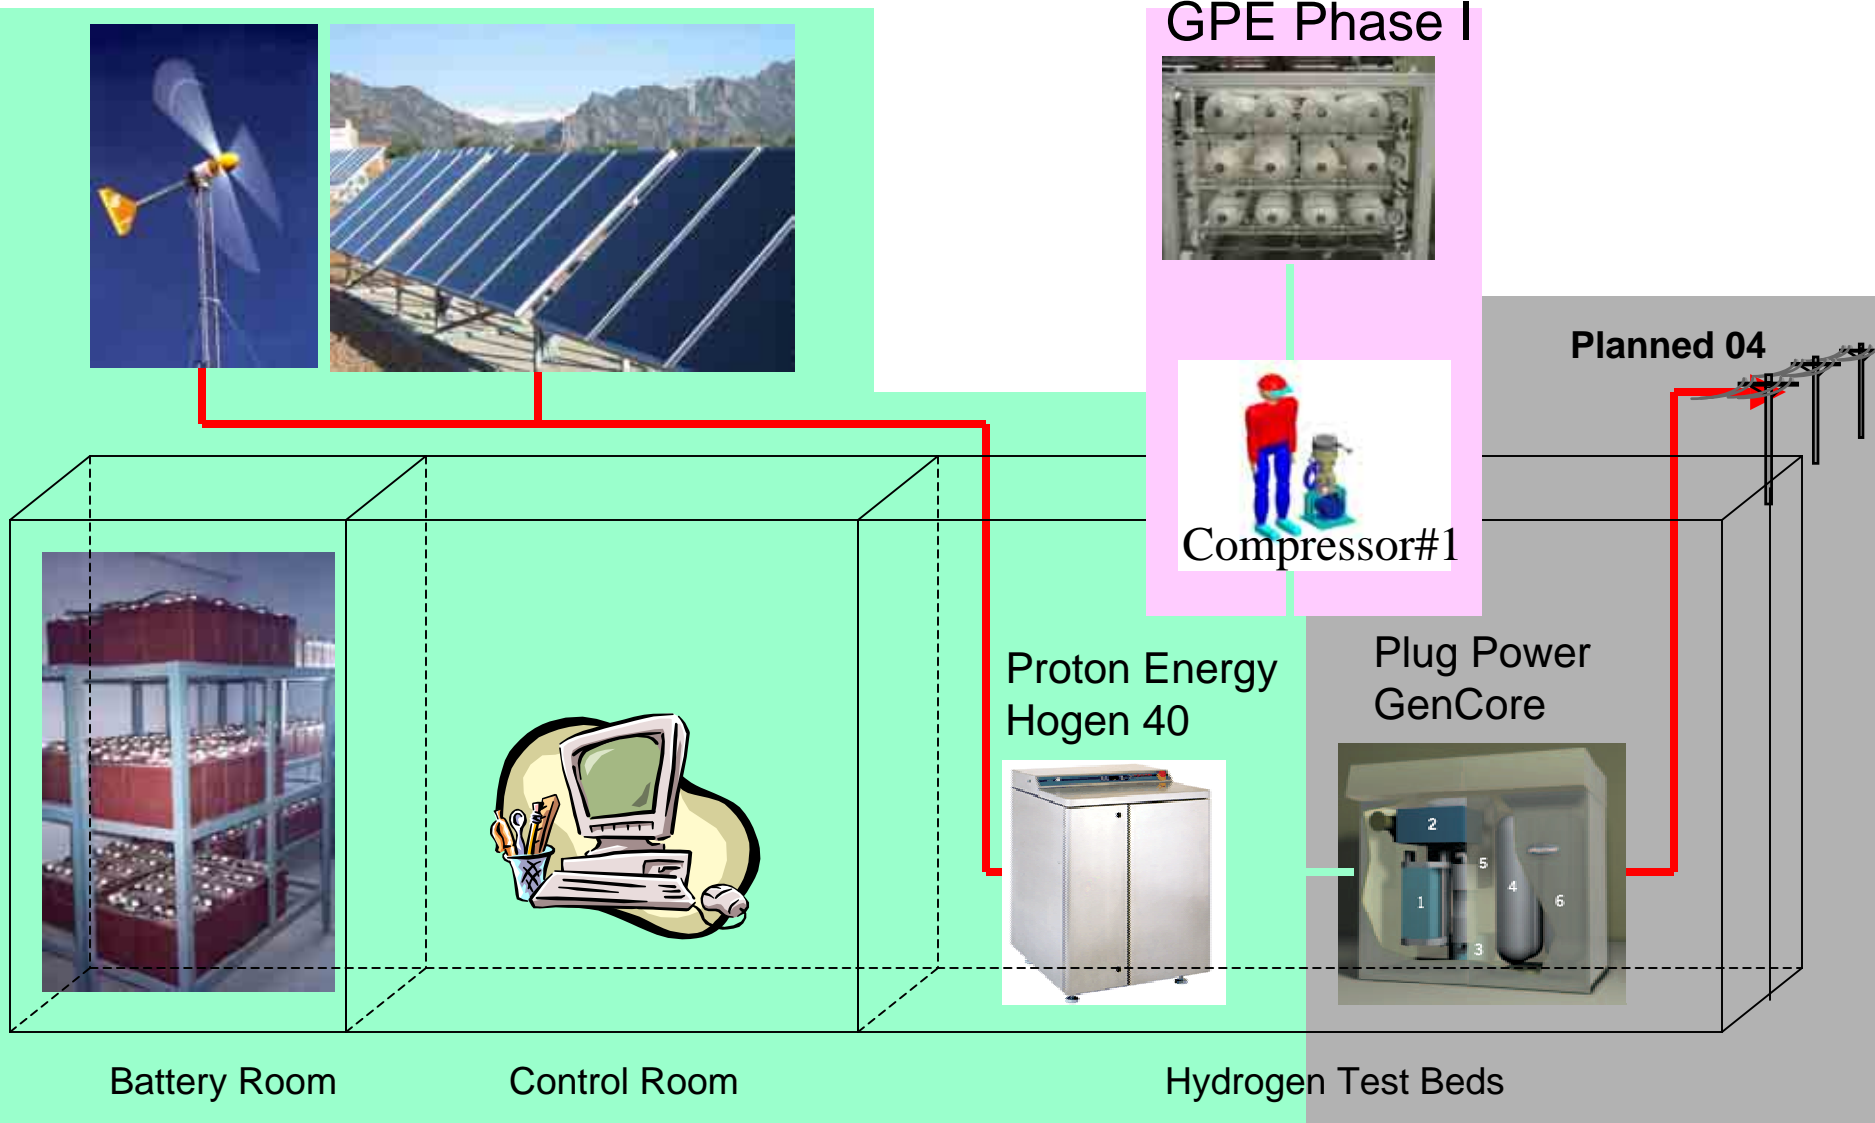 GPE Phase I
Planned 04
Compressor#1
Proton Energy
Hogen 40
Plug Power
GenCore
2
5
4
1
6
3
Battery Room
Control Room
Hydrogen Test Beds